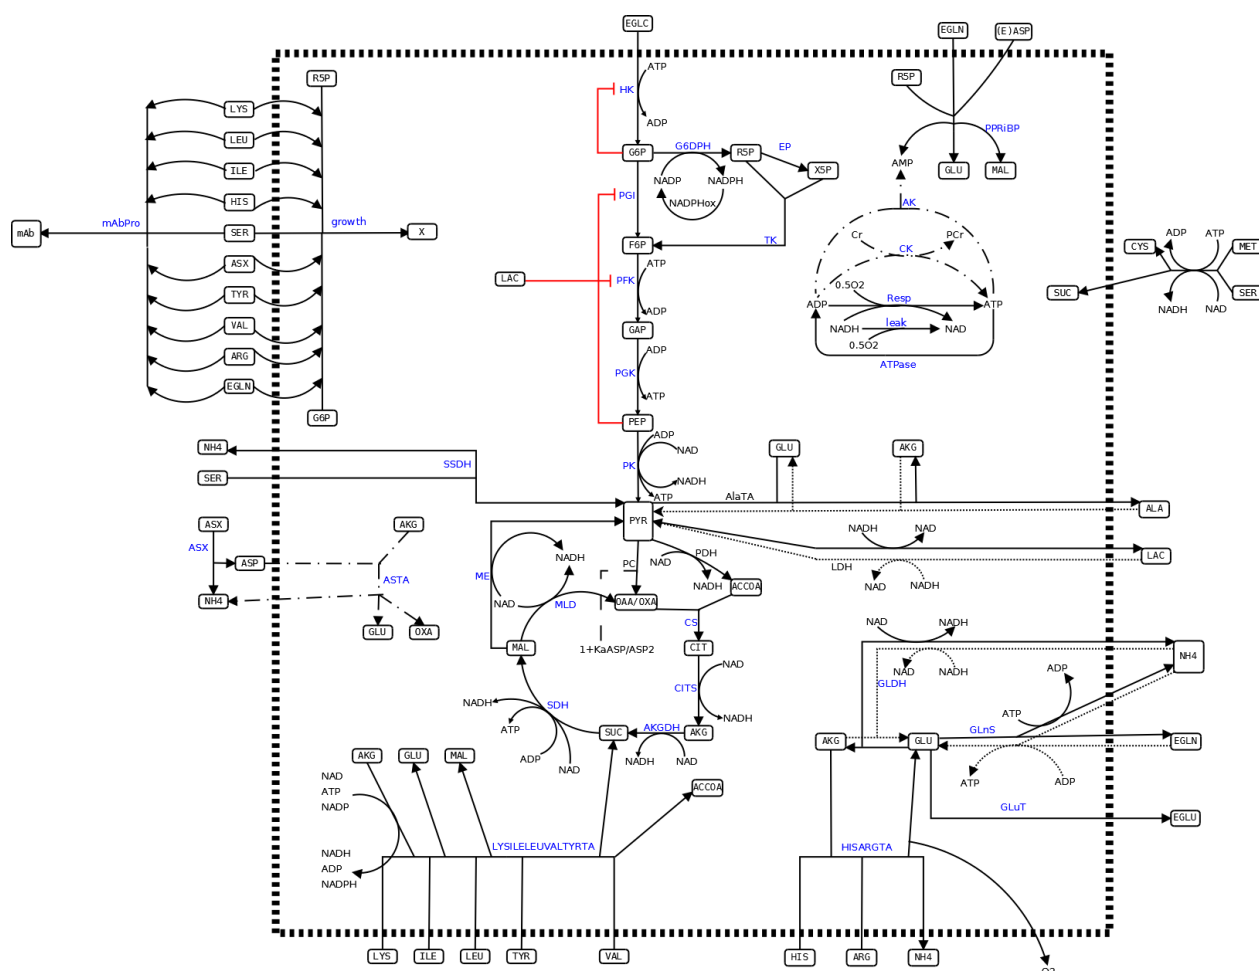 EGLC
EGLN
(E)ASP
R5P
ATP
R5P
HK
LYS
ADP
PPRiBP
LEU
G6P
G6DPH
R5P
EP
X5P
AMP
GLU
MAL
ILE
NADP
NADPH
PGI
HIS
NADPHox
AK
mAbPro
growth
mAb
SER
X
Cr
PCr
ADP
ATP
F6P
TK
CK
CYS
MET
ASX
ATP
LAC
PFK
0.5O2
TYR
Resp
SUC
SER
ADP
ADP
ATP
NADH
NAD
VAL
GAP
NADH
leak
NAD
0.5O2
ARG
ADP
ATPase
PGK
EGLN
ATP
G6P
PEP
ADP
NH4
NAD
GLU
AKG
SSDH
PK
SER
NADH
ATP
AlaTA
ALA
PYR
ASX
AKG
NADH
NAD
ASX
PDH
LAC
ASP
NADH
PC
NAD
LDH
ME
ASTA
NADH
ACCOA
NAD
NADH
NH4
NAD
MLD
OAA/OXA
GLU
OXA
CS
NAD
NADH
MAL
1+KaASP/ASP2
CIT
NH4
NAD
NAD
NADH
ADP
GLDH
CITS
NADH
SDH
NADH
ATP
ATP
SUC
AKGDH
AKG
GLnS
AKG
GLU
EGLN
AKG
GLU
MAL
ADP
NADH
NAD
NAD
NAD
ATP
ADP
ATP
ACCOA
NADP
GLuT
EGLU
LYSILELEUVALTYRTA
HISARGTA
NADH
ADP
NADPH
LYS
ILE
LEU
TYR
VAL
HIS
ARG
NH4